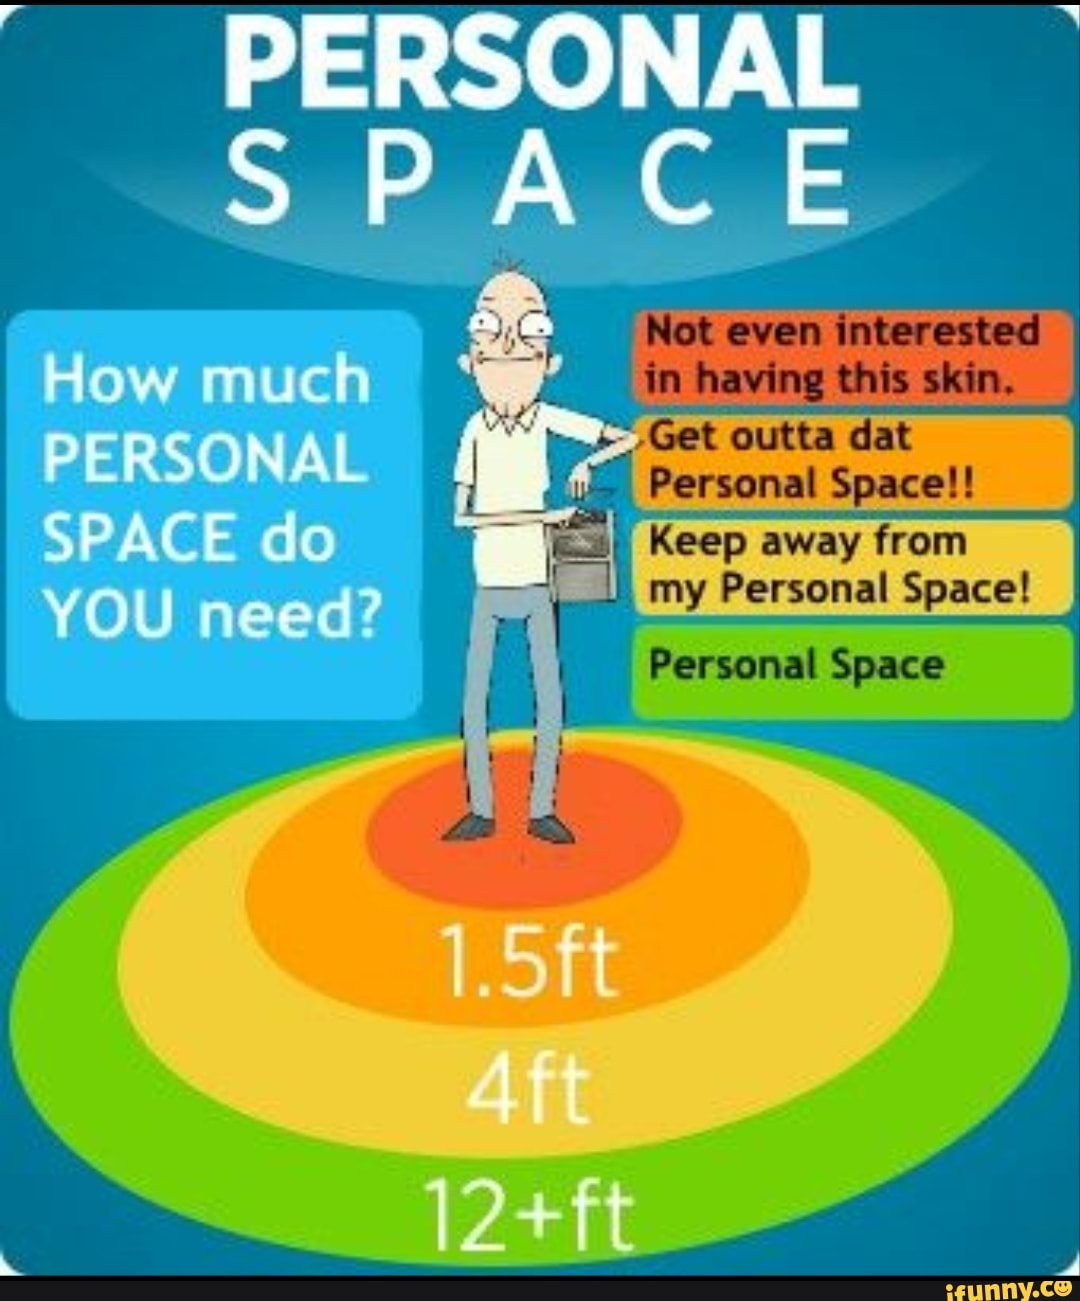 PERSONAL
SPACE
How much
PERSONAL
SPACE do
YOU need?
Not even interested
in having this skin.
Get outta dat
Personal Space!!
Keep away from
my Personal Space!
Personal Space
1.5ft
4ft
12+ft
ifunny.co